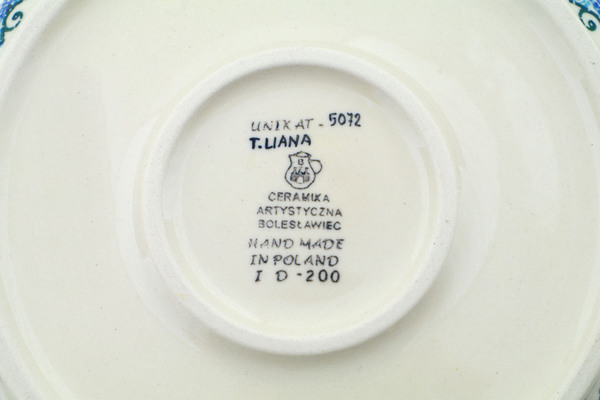 UNIKAT - 5072
T.LIANA
B
CERAMIKA
ARTYSTYCZNA
BOLESŁAWIEC
HAND MADE
IN POLAND
I D - 200